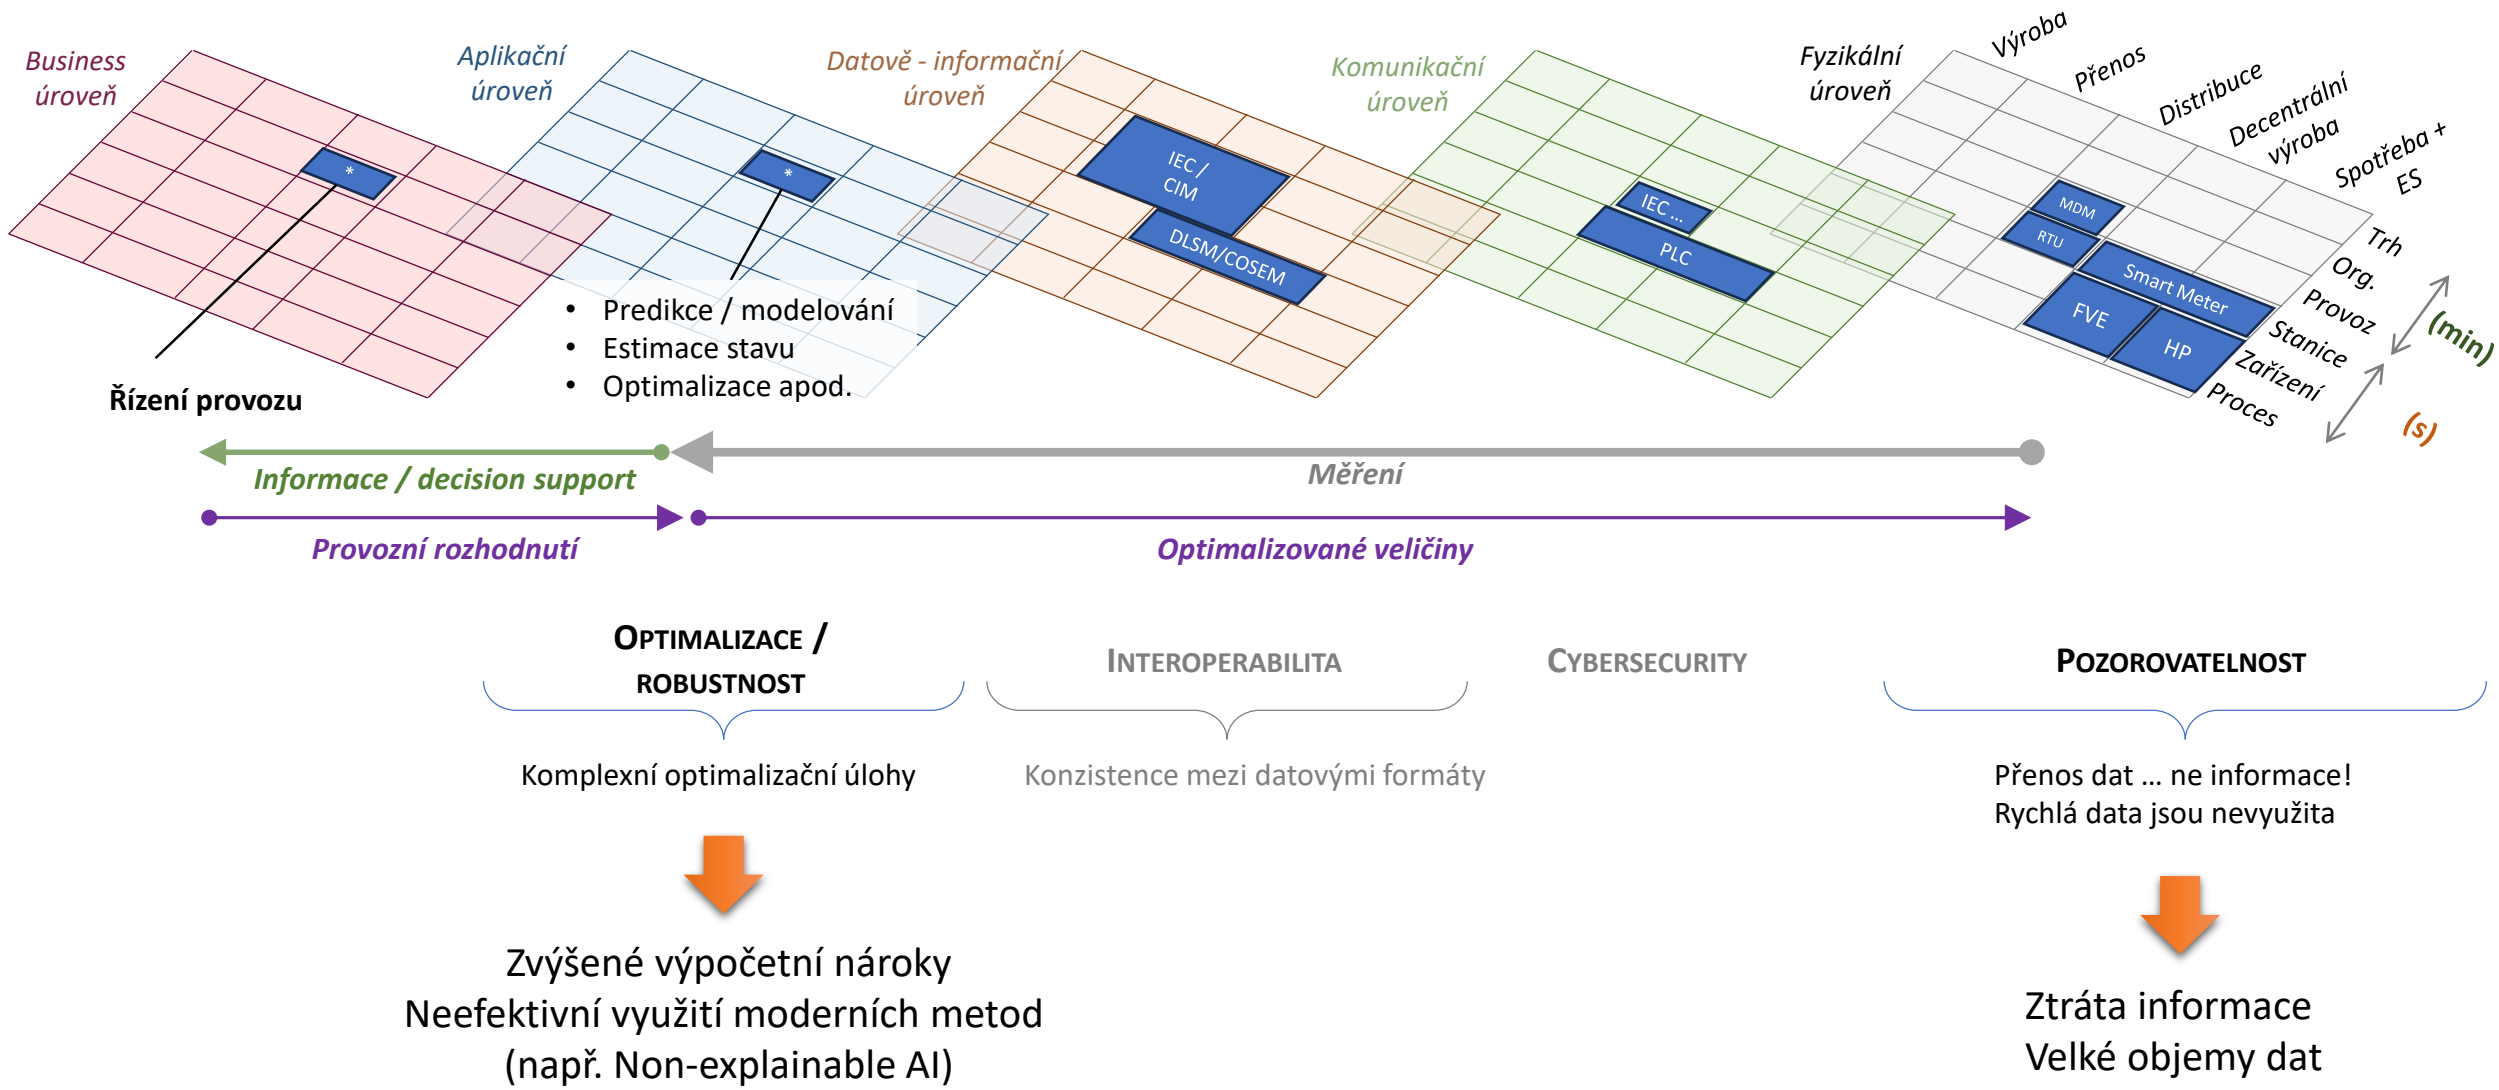 Business
úroveň
Aplikační
úroveň
Datově - informační
úroveň
Komunikační
úroveň
Fyzikální
úroveň
Výroba
Přenos
Distribuce
Decentrální
výroba
Spotřeba +
ES
Trh
Org.
Provoz
Stanice
Zařízení
Proces
(min)
(s)
*
*
IEC /
CIM
DLSM/COSEM
IEC ...
PLC
MDM
RTU
Smart Meter
FVE
HP
Řízení provozu
• Predikce / modelování
• Estimace stavu
• Optimalizace apod.
Informace / decision support
Měření
Provozní rozhodnutí
Optimalizované veličiny
OPTIMALIZACE /
ROBUSTNOST
INTEROPERABILITA
CYBERSECURITY
POZOROVATELNOST
Komplexní optimalizační úlohy
Konzistence mezi datovými formáty
Přenos dat ... ne informace!
Rychlá data jsou nevyužita
Zvýšené výpočetní nároky
Neefektivní využití moderních metod
(např. Non-explainable AI)
Ztráta informace
Velké objemy dat